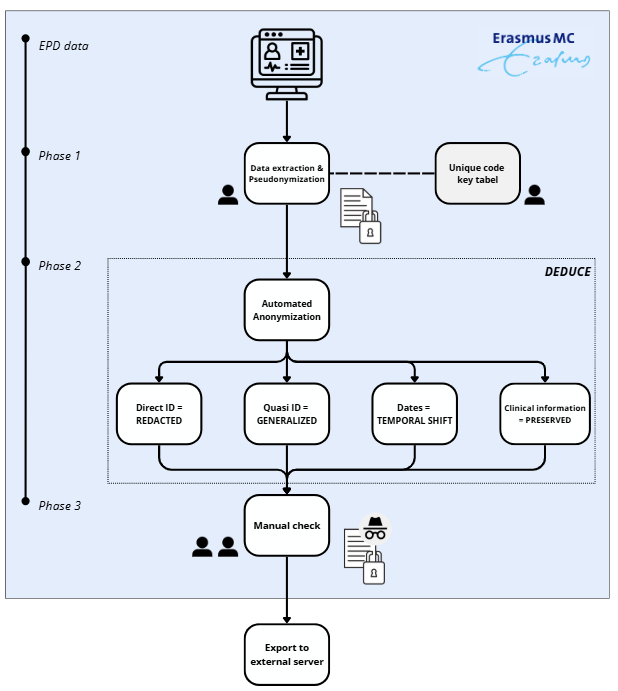 EPD data
Erasmus MC
Erasmus
Phase 1
Data extraction &
Pseudonymization
Unique code
key tabel
Phase 2
DEDUCE
Automated
Anonymization
Direct ID =
REDACTED
Quasi ID =
GENERALIZED
Dates =
TEMPORAL SHIFT
Clinical information
= PRESERVED
Phase 3
Manual check
Export to
external server